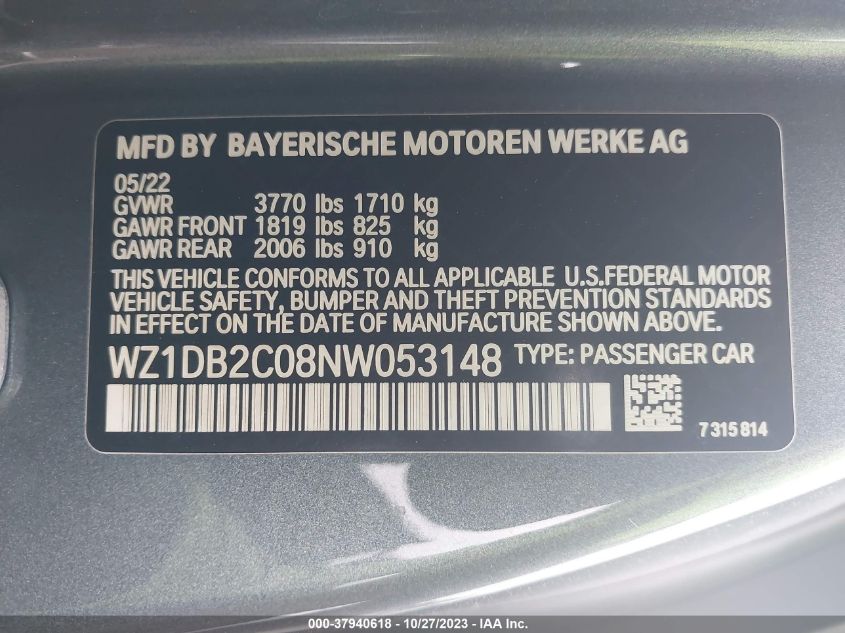 MFD BY BAYERISCHE MOTOREN WERKE AG
05/22
GVWR 3770 lbs 1710 kg
GAWR FRONT 1819 lbs 825 kg
GAWR REAR 2006 lbs 910 kg
THIS VEHICLE CONFORMS TO ALL APPLICABLE U.S.FEDERAL MOTOR
VEHICLE SAFETY, BUMPER AND THEFT PREVENTION STANDARDS
IN EFFECT ON THE DATE OF MANUFACTURE SHOWN ABOVE.
WZ1DB2C08NW053148 TYPE: PASSENGER CAR
7315814
000-37940618 | 10/27/2023 - IAA Inc.